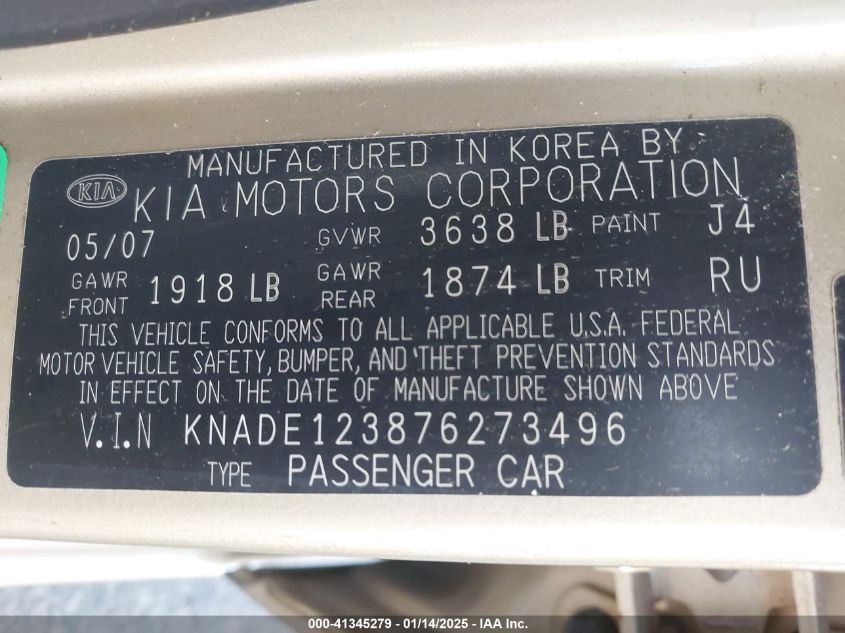 MANUFACTURED IN KOREA BY
KIA KIA MOTORS CORPORATION
05/07 GVWR 3638 LB PAINT J4
GAWR FRONT 1918 LB GAWR REAR 1874 LB TRIM RU
THIS VEHICLE CONFORMS TO ALL APPLICABLE U.S.A. FEDERAL
MOTOR VEHICLE SAFETY, BUMPER, AND THEFT PREVENTION STANDARDS
IN EFFECT ON THE DATE OF MANUFACTURE SHOWN ABOVE
V.I.N KNADE123876273496
TYPE PASSENGER CAR
000-41345279 - 01/14/2025 - IAA Inc.